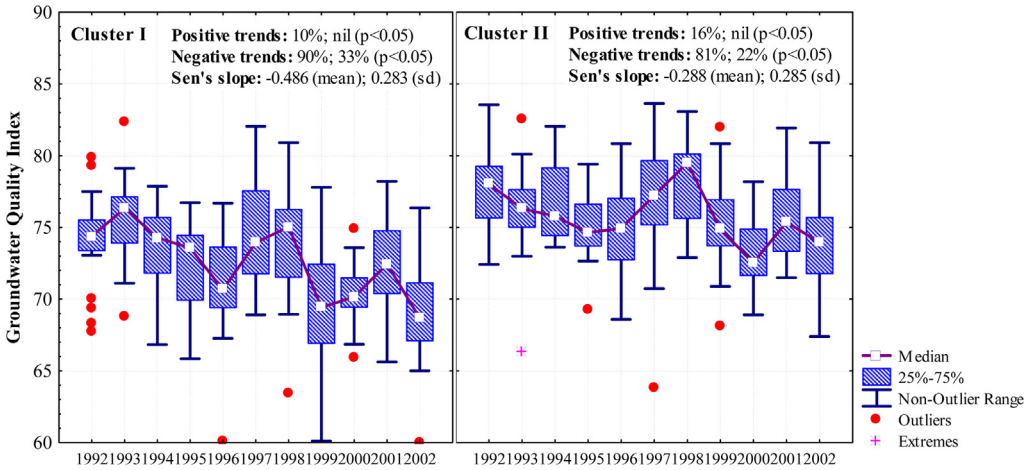 Groundwater Quality Index
90
85
80
75
70
65
60
Cluster I
Positive trends: 10%; nil (p<0.05)
Negative trends: 90%; 33% (p<0.05)
Sen's slope: -0.486 (mean); 0.283 (sd)
Cluster II
Positive trends: 16%; nil (p<0.05)
Negative trends: 81%; 22% (p<0.05)
Sen's slope: -0.288 (mean); 0.285 (sd)
1992 1993 1994 1995 1996 1997 1998 1999 2000 2001 2002
1992 1993 1994 1995 1996 1997 1998 1999 2000 2001 2002
Median
25%-75%
Non-Outlier Range
Outliers
Extremes